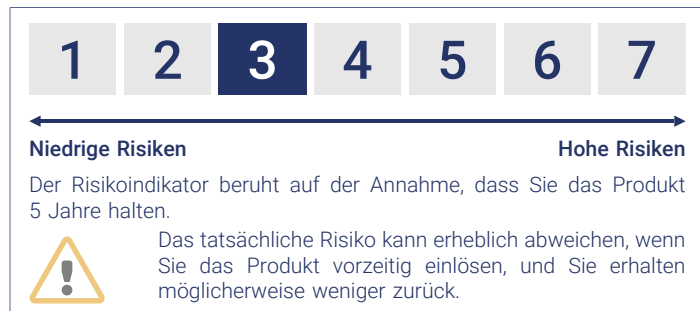 1 2 3 4 5 6 7
Niedrige Risiken Hohe Risiken
Der Risikoindikator beruht auf der Annahme, dass Sie das Produkt
5 Jahre halten.
Das tatsächliche Risiko kann erheblich abweichen, wenn
Sie das Produkt vorzeitig einlösen, und Sie erhalten
möglicherweise weniger zurück.